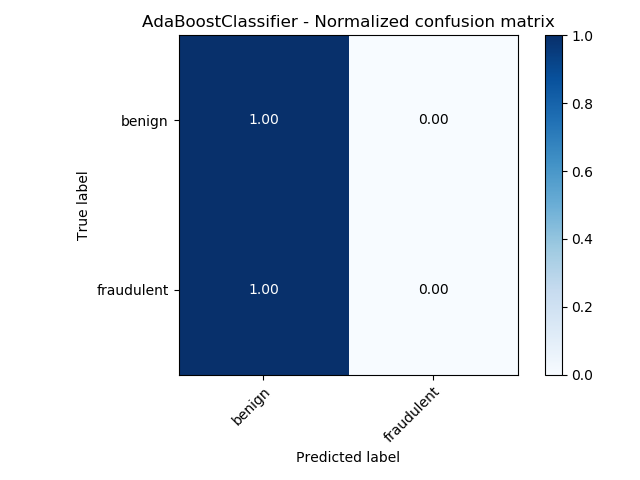 AdaBoostClassifier - Normalized confusion matrix
1.0
0.8
0.6
0.4
0.2
0.0
True label
benign
1.00
0.00
fraudulent
1.00
0.00
benign
fraudulent
Predicted label